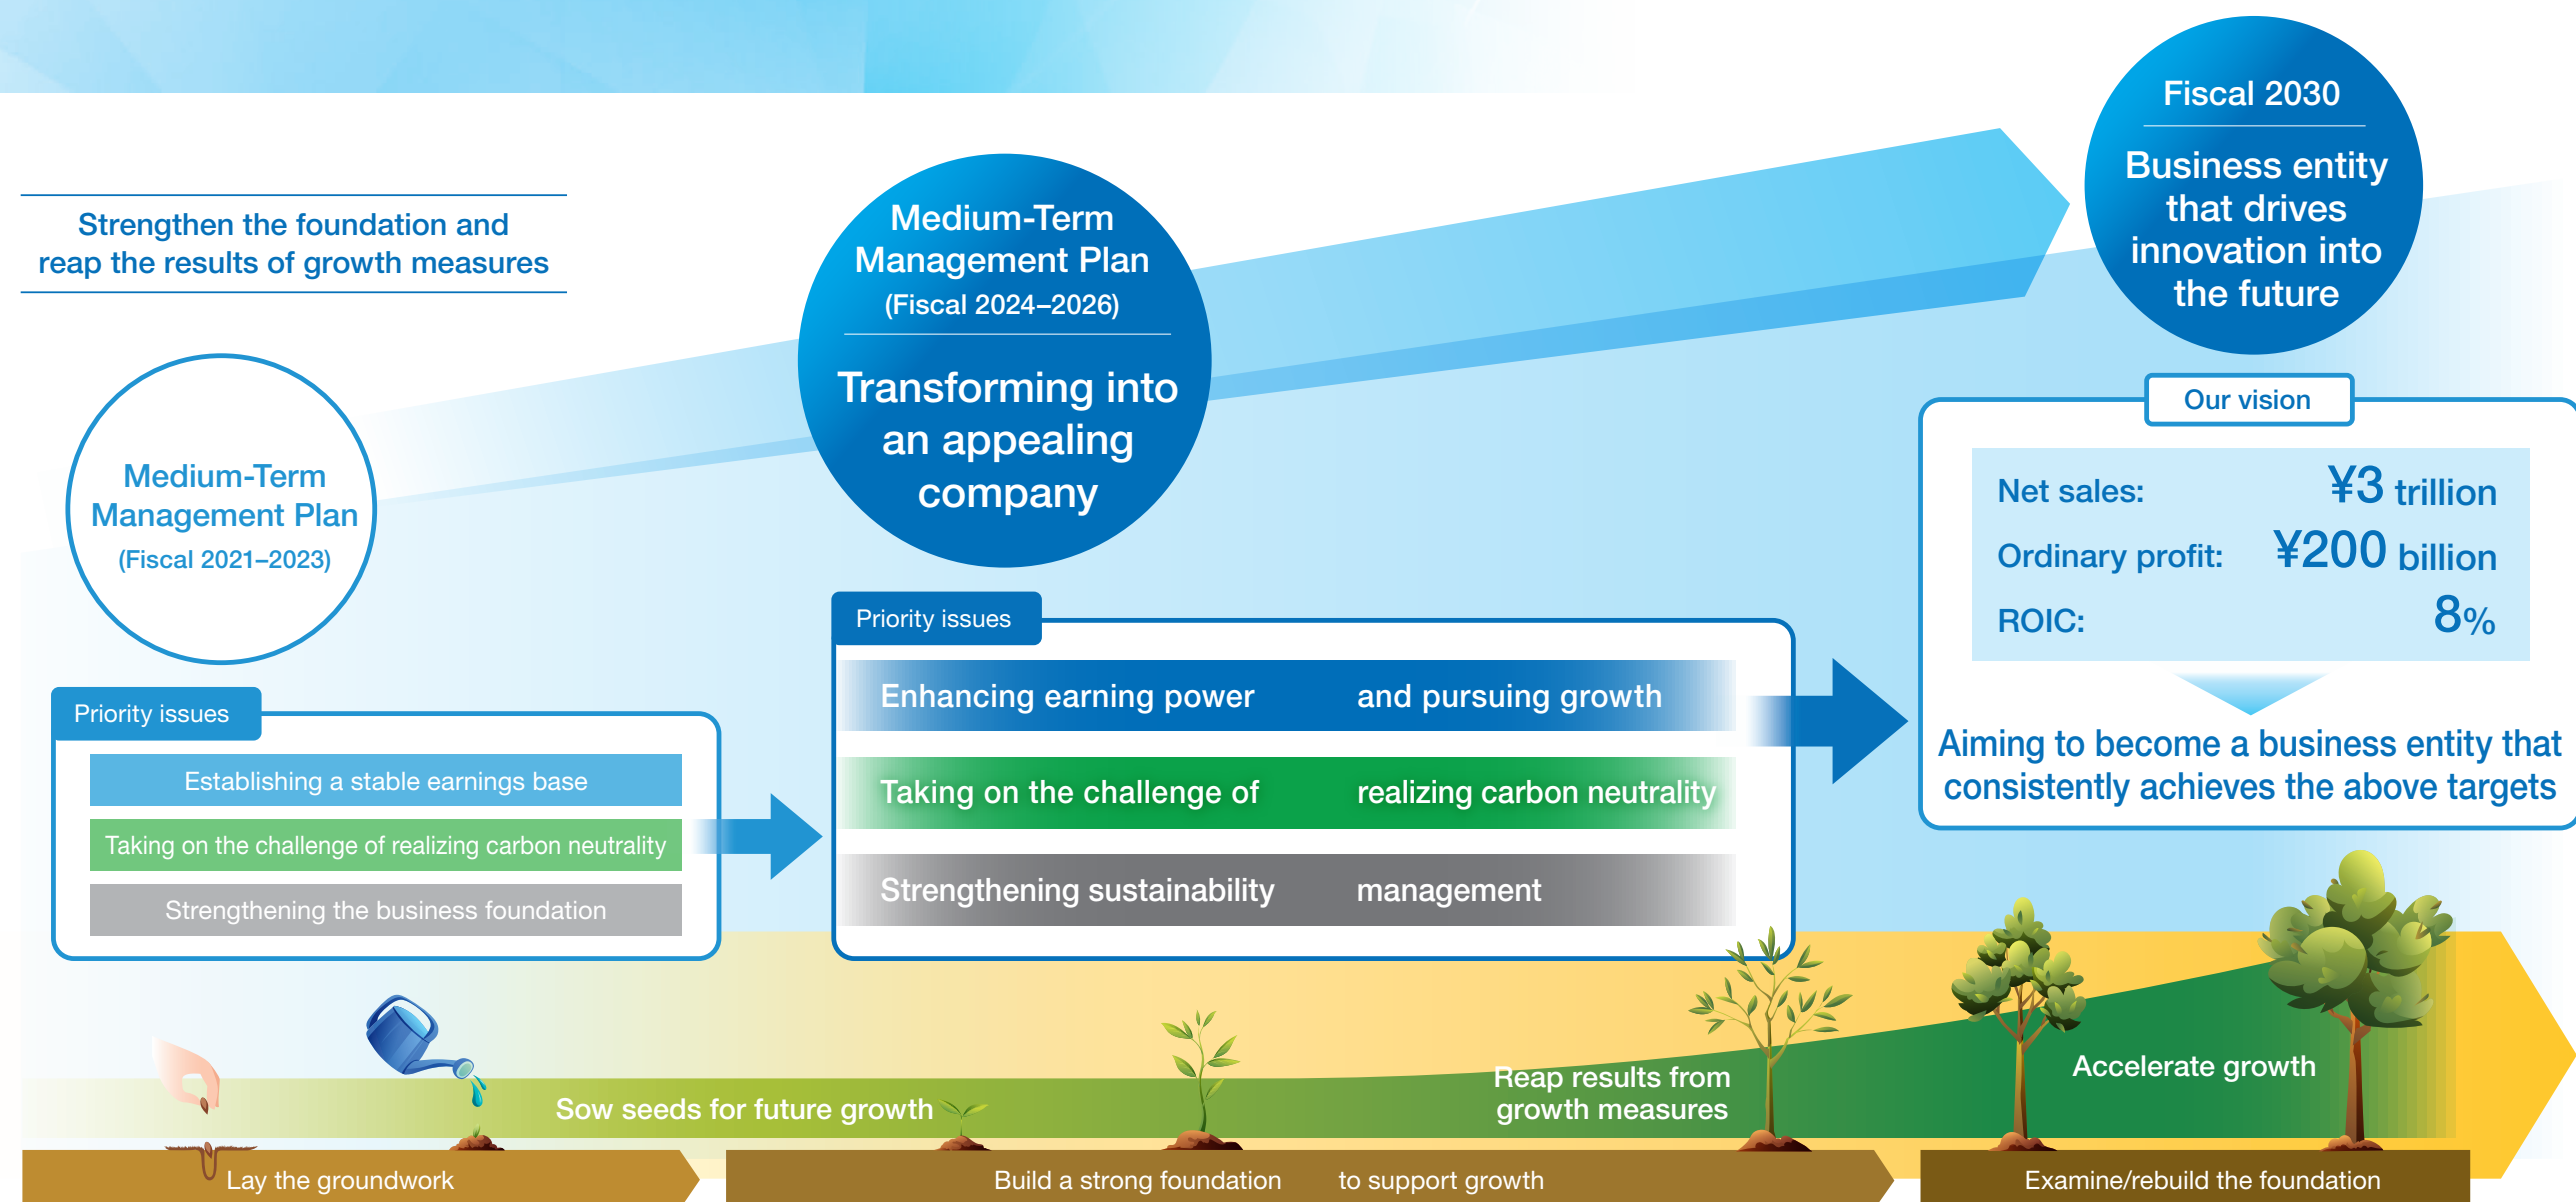 Strengthen the foundation and
reap the results of growth measures
Medium-Term
Management Plan
(Fiscal 2021–2023)
Priority issues
Establishing a stable earnings base
Taking on the challenge of realizing carbon neutrality
Strengthening the business foundation
Medium-Term
Management Plan
(Fiscal 2024–2026)
Transforming into
an appealing
company
Priority issues
Enhancing earning power and pursuing growth
Taking on the challenge of realizing carbon neutrality
Strengthening sustainability management
Fiscal 2030
Business entity
that drives
innovation into
the future
Our vision
Net sales: ¥3 trillion
Ordinary profit: ¥200 billion
ROIC: 8%
Aiming to become a business entity that
consistently achieves the above targets
Sow seeds for future growth
Reap results from
growth measures
Accelerate growth
Lay the groundwork
Build a strong foundation to support growth
Examine/rebuild the foundation